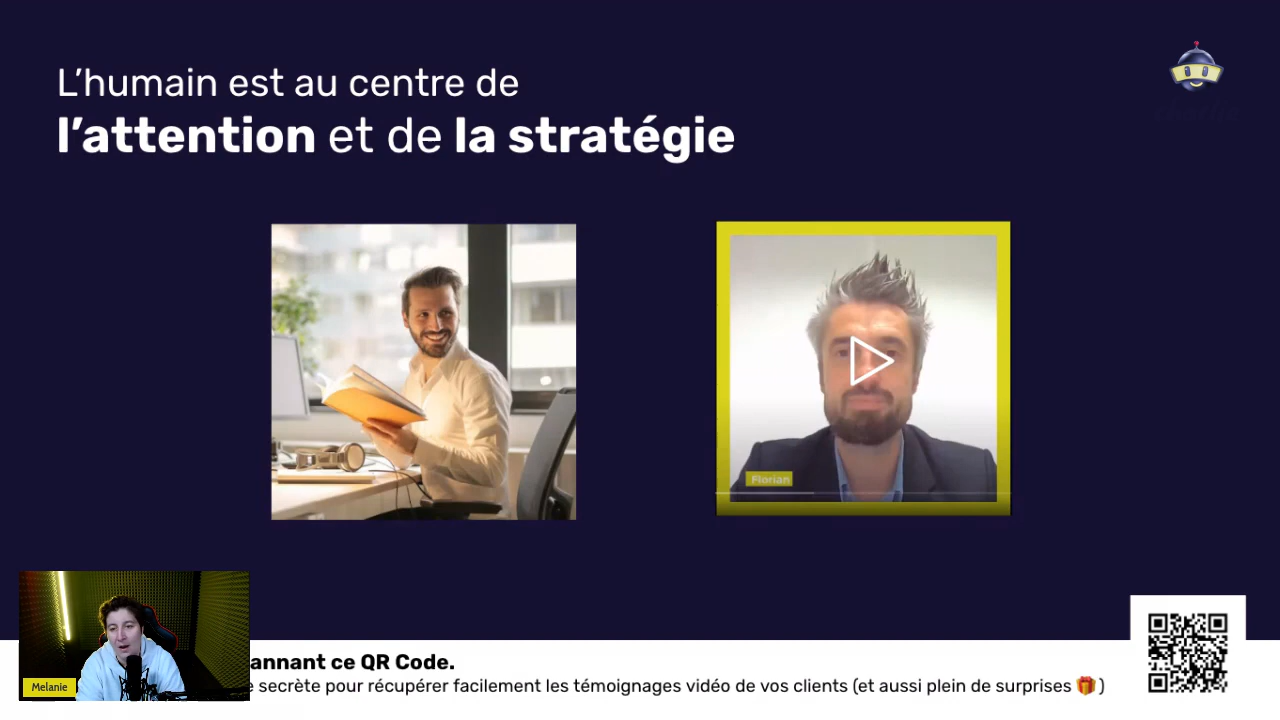 L’humain est au centre de
l’attention et de la stratégie
Florian
annant ce QR Code.
Melanie
e secrète pour récupérer facilement les témoignages vidéo de vos clients (et aussi plein de surprises 🎁 )